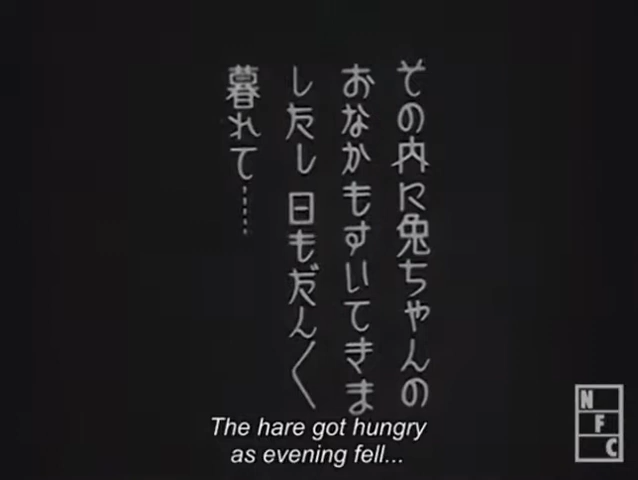 その内に兎ちゃんの
おなかもすいてきま
したし 日もだん〱
暮れて……
The hare got hungry
as evening fell...
N
F
C